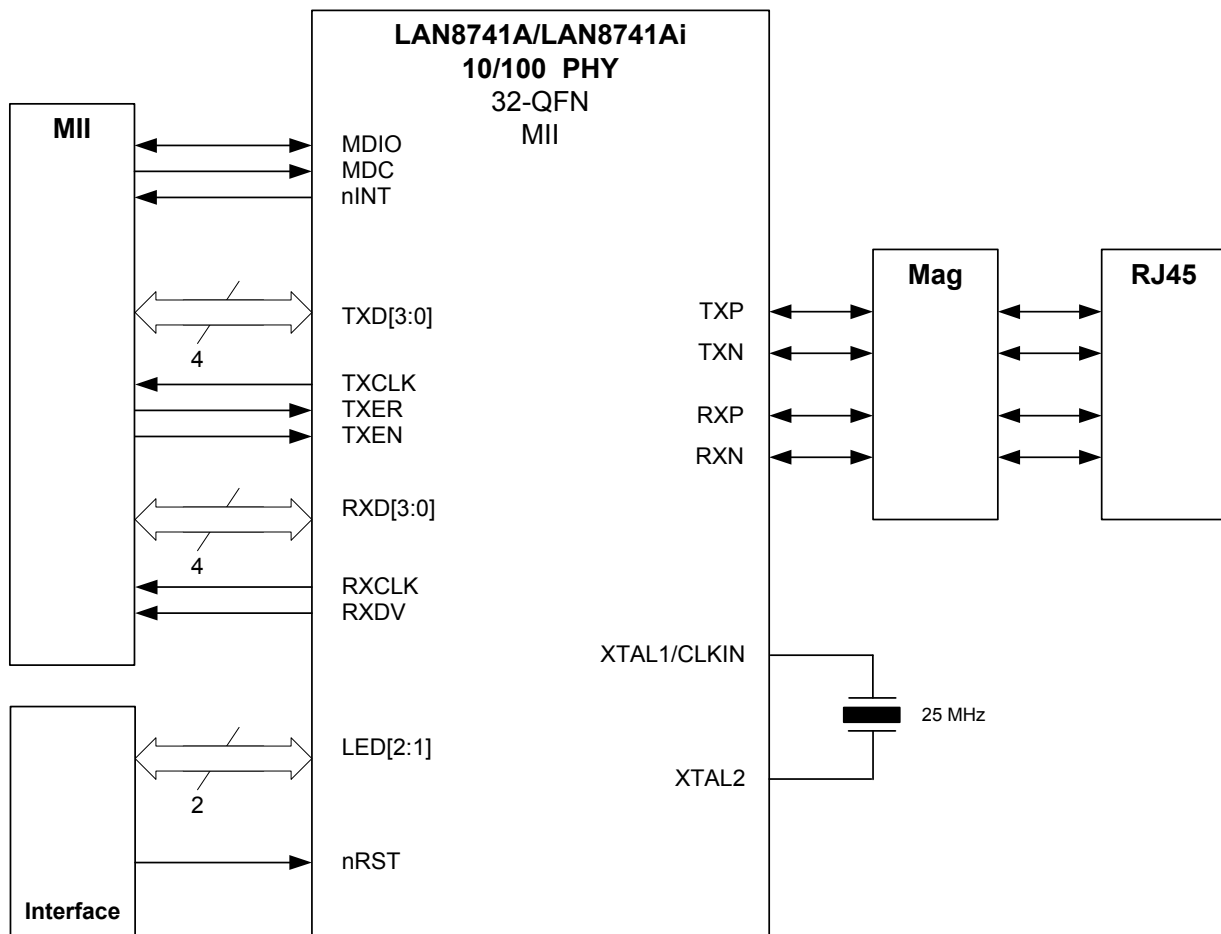 LAN8741A/LAN8741Ai
10/100 PHY
32-QFN
MII
MII
MDIO
MDC
nINT
TXD[3:0]
4
TXCLK
TXER
TXEN
RXD[3:0]
4
RXCLK
RXDV
TXP
TXN
RXP
RXN
Mag
RJ45
XTAL1/CLKIN
25 MHz
XTAL2
LED[2:1]
2
nRST
Interface